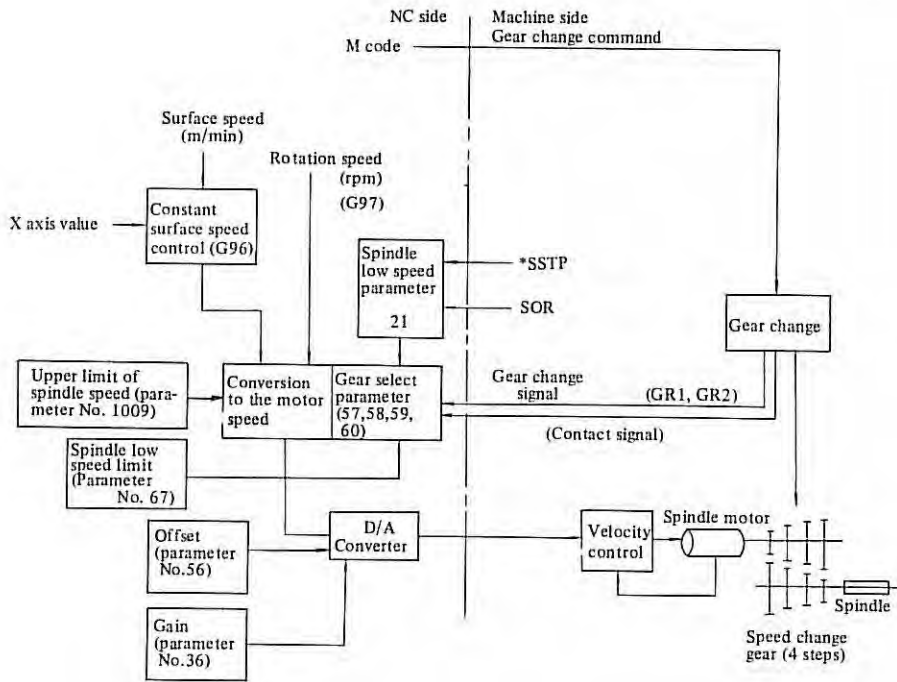 NC side
Machine side
M code
Gear change command
Surface speed
(m/min)
Rotation speed
(rpm)
(G97)
X axis value
Constant
surface speed
control (G96)
Spindle
low speed
parameter
21
*SSTP
SOR
Gear change
Upper limit of
spindle speed (para-
meter No. 1009)
Conversion
to the motor
speed
Gear select
parameter
(57,58,59,
60)
Gear change
signal
(GR1, GR2)
(Contact signal)
Spindle low
speed limit
(Parameter
No. 67)
Offset
(parameter
No.56)
D/A
Converter
Velocity
control
Spindle motor
Spindle
Gain
(parameter
No.36)
Speed change
gear (4 steps)